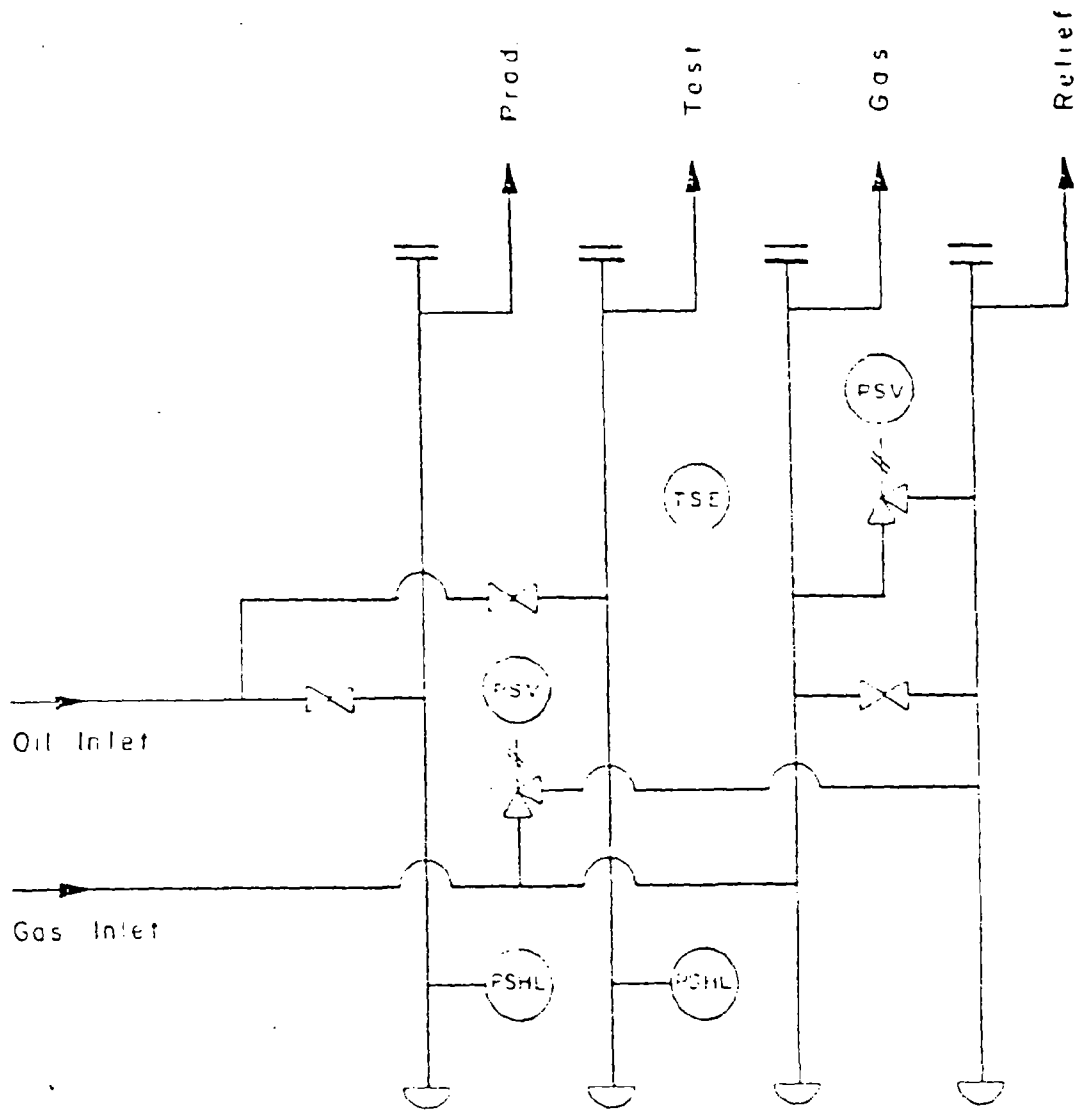 Prod
Test
Gas
Relief
PSV
TSE
PSV
Oil Inlet
Gas Inlet
PSHL
PSHL